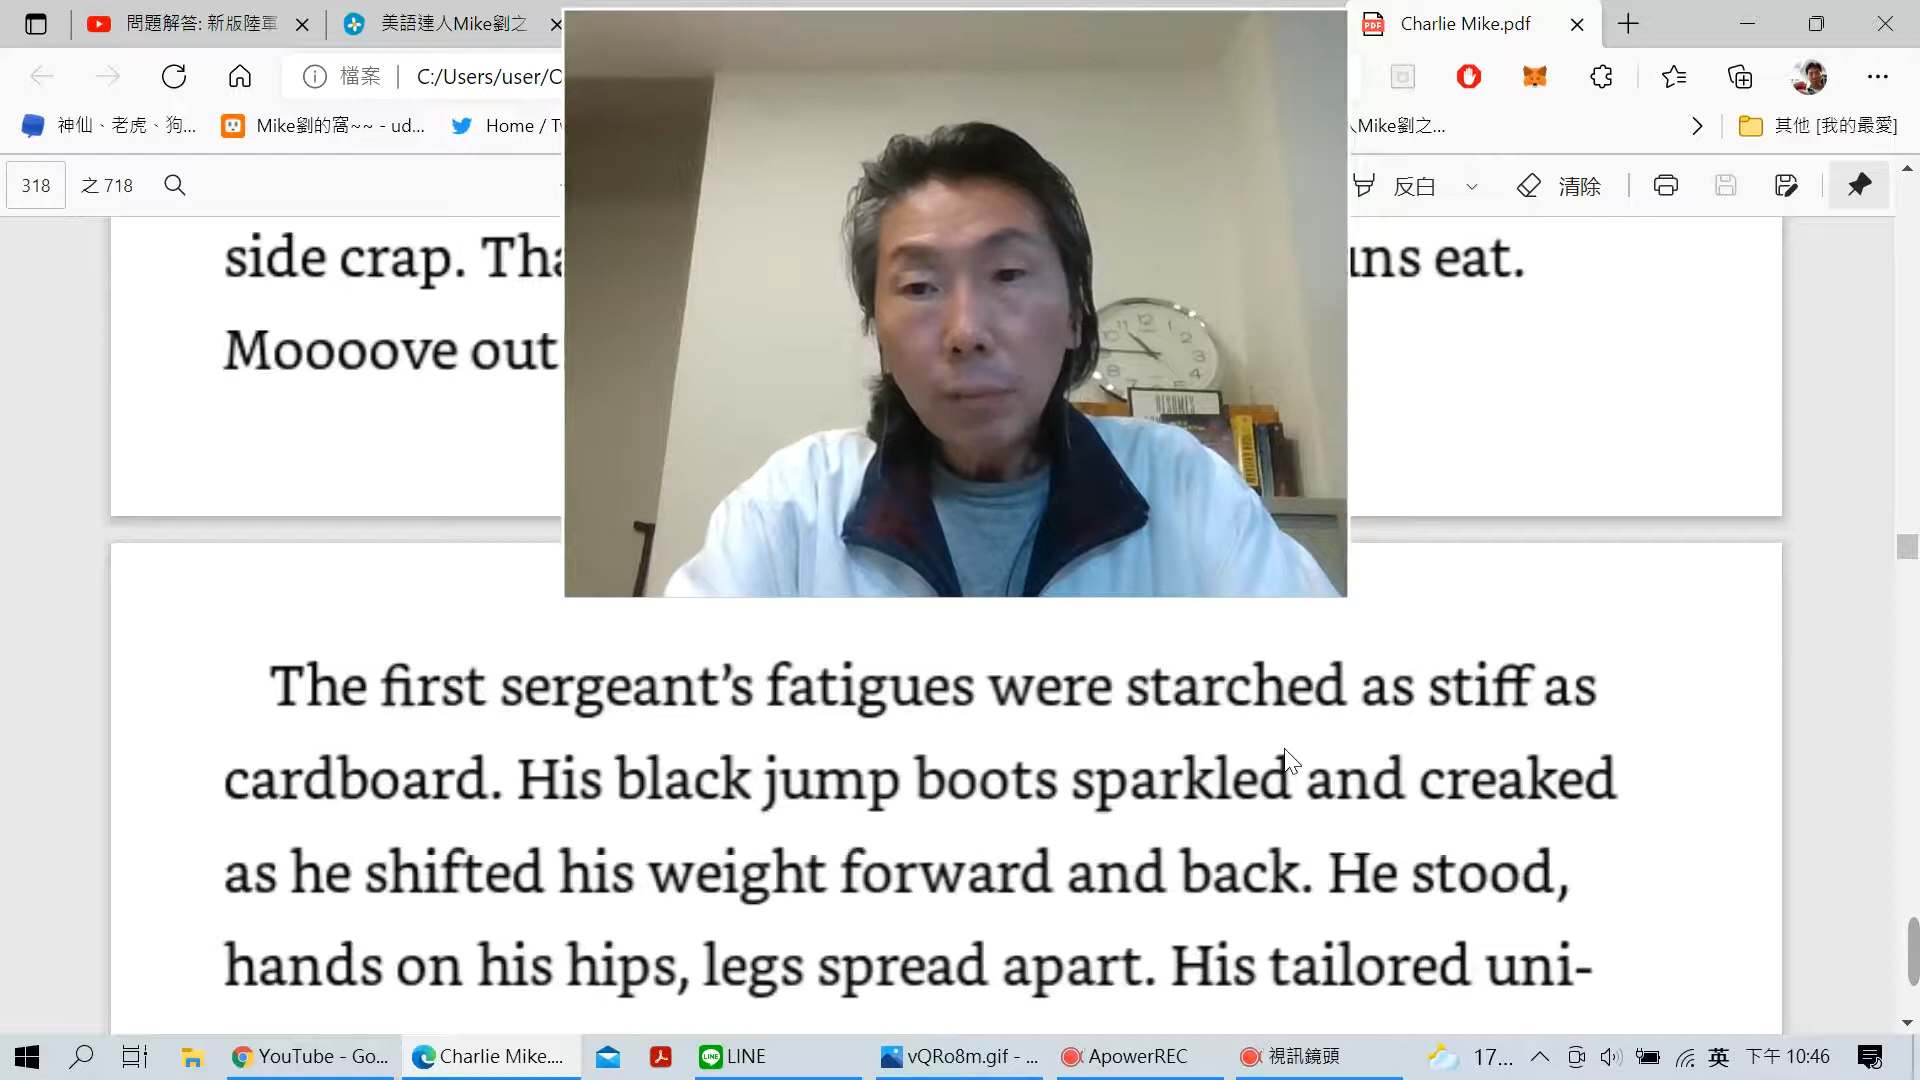 問題解答: 新版陸軍
美語達人Mike劉之
Charlie Mike.pdf
檔案
C:/Users/user/O
神仙、老虎、狗...
Mike劉的窩~~ - ud...
Home / Tw
Mike劉之...
其他 [我的最愛]
318
之 718
反白
清除
side crap. Tha
uns eat.
Moooove out
RESUMES
The first sergeant’s fatigues were starched as stiff as
cardboard. His black jump boots sparkled and creaked
as he shifted his weight forward and back. He stood,
hands on his hips, legs spread apart. His tailored uni-
YouTube - Go...
Charlie Mike....
LINE
vQRo8m.gif - ...
ApowerREC
視訊鏡頭
17...
英
下午 10:46